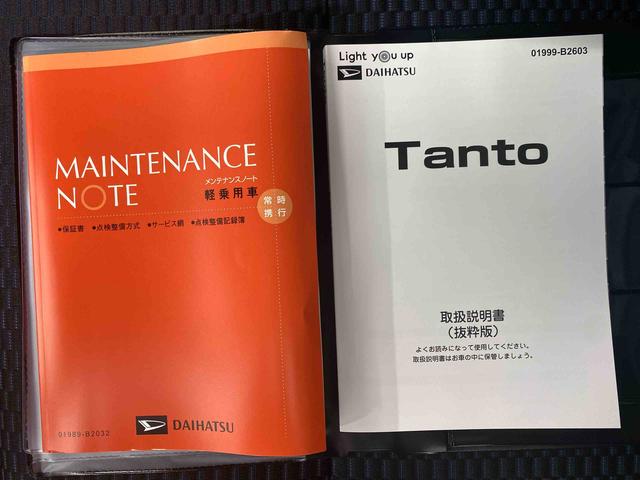 MAINTENANCE
NOTE
メンテナンスノート
軽乗用車
常時
携行
●保証書 ●点検整備方式 ●サービス網 ●点検整備記録簿
01989-B2032
DAIHATSU
Light you up
DAIHATSU
01999-B2603
Tanto
取扱説明書
（抜粋版）
よくお読みになって使用してください。
取扱説明書はお車の中に保管しましょう。